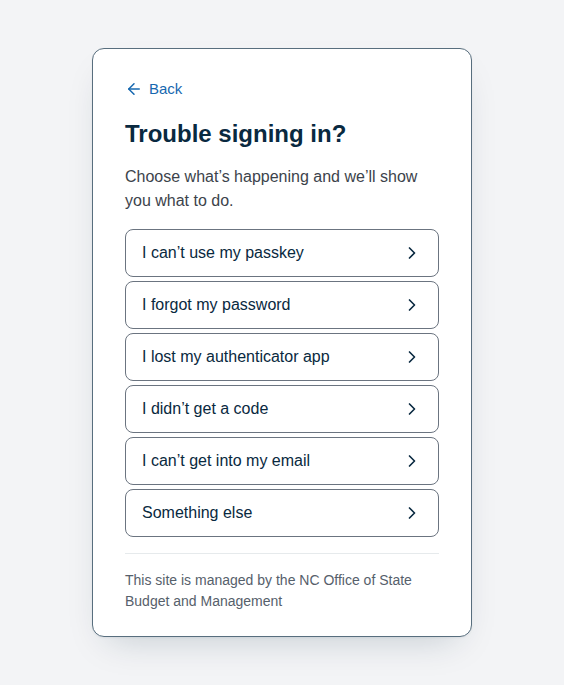 Back
Trouble signing in?
Choose what’s happening and we’ll show
you what to do.
I can’t use my passkey
I forgot my password
I lost my authenticator app
I didn’t get a code
I can’t get into my email
Something else
This site is managed by the NC Office of State
Budget and Management